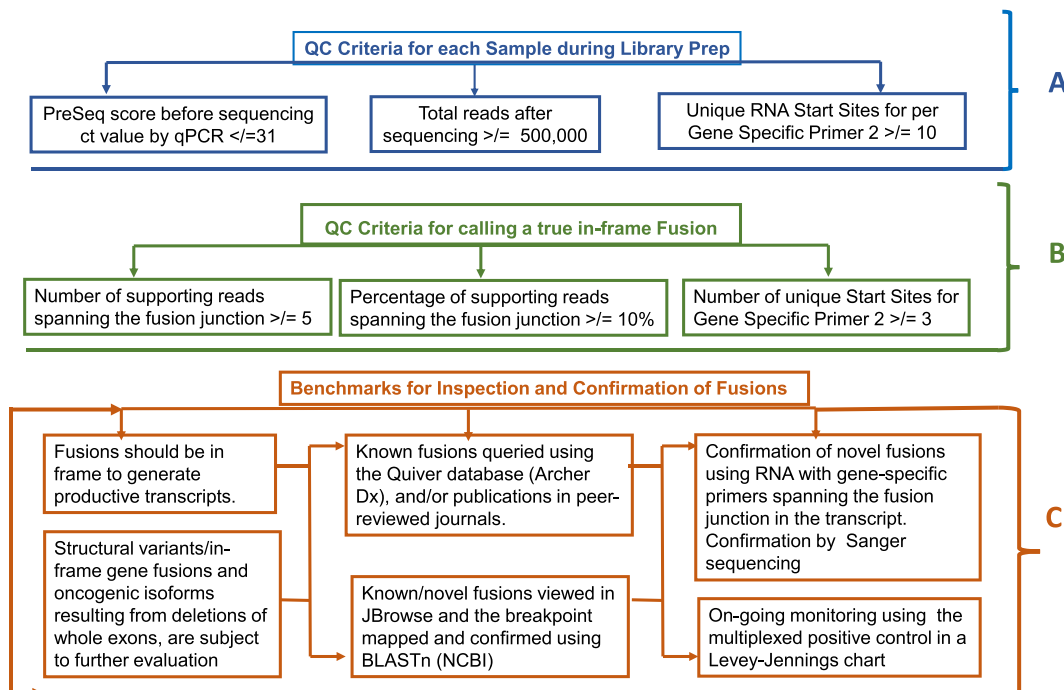 QC Criteria for each Sample during Library Prep
A
PreSeq score before sequencing
ct value by qPCR </=31
Total reads after
sequencing >/= 500,000
Unique RNA Start Sites for per
Gene Specific Primer 2 >/= 10
QC Criteria for calling a true in-frame Fusion
B
Number of supporting reads
spanning the fusion junction >/= 5
Percentage of supporting reads
spanning the fusion junction >/= 10%
Number of unique Start Sites for
Gene Specific Primer 2 >/= 3
Benchmarks for Inspection and Confirmation of Fusions
C
Fusions should be in
frame to generate
productive transcripts.
Known fusions queried using
the Quiver database (Archer
Dx), and/or publications in peer-
reviewed journals.
Confirmation of novel fusions
using RNA with gene-specific
primers spanning the fusion
junction in the transcript.
Confirmation by Sanger
sequencing
Structural variants/in-
frame gene fusions and
oncogenic isoforms
resulting from deletions of
whole exons, are subject
to further evaluation
Known/novel fusions viewed in
JBrowse and the breakpoint
mapped and confirmed using
BLASTn (NCBI)
On-going monitoring using the
multiplexed positive control in a
Levey-Jennings chart